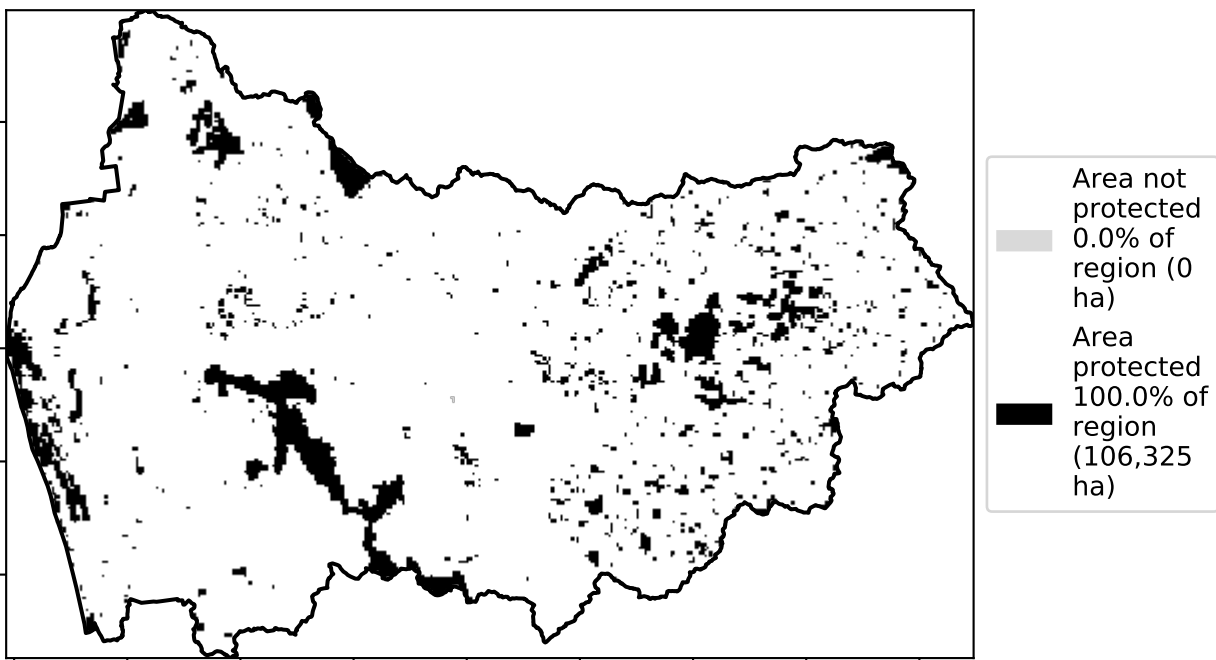 Area not
protected
0.0% of
region (0
ha)
Area
protected
100.0% of
region
(106,325
ha)